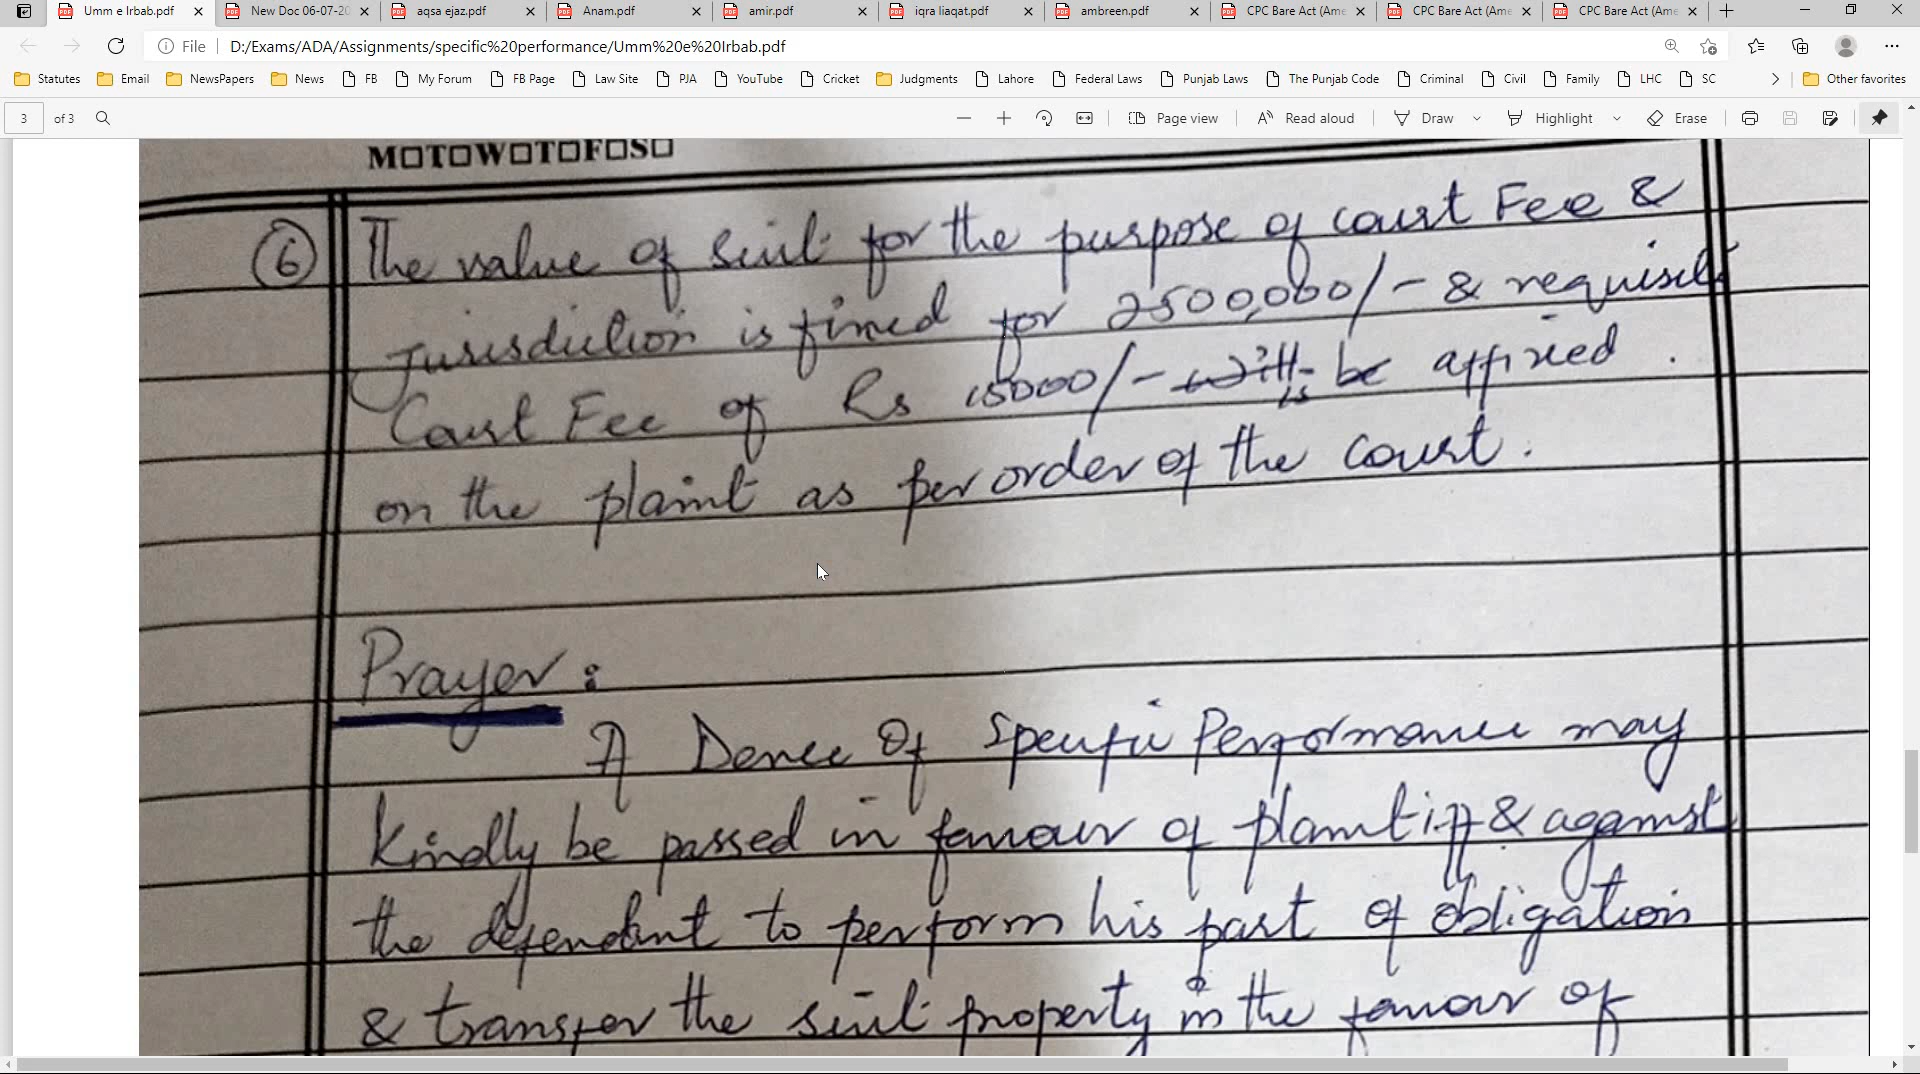 Umm e Irbab.pdf
New Doc 06-07-20
aqsa ejaz.pdf
Anam.pdf
amir.pdf
iqra liaqat.pdf
ambreen.pdf
CPC Bare Act (Ame
CPC Bare Act (Ame
CPC Bare Act (Ame
File
D:/Exams/ADA/Assignments/specific%20performance/Umm%20e%20Irbab.pdf
Statutes
Email
NewsPapers
News
FB
My Forum
FB Page
Law Site
PJA
YouTube
Cricket
Judgments
Lahore
Federal Laws
Punjab Laws
The Punjab Code
Criminal
Civil
Family
LHC
SC
Other favorites
3 of 3
Page view
Read aloud
Draw
Highlight
Erase
M□T□W□T□F□S□
6 The value of suit for the purpose of court Fee &
jurisdiction is fixed for 2500,000/- & requisite
Court Fee of Rs 15000/- will be is affixed.
on the plaint as per order of the court.
Prayer:
A Decree Of Specific Performance may
kindly be passed in favour of plaintiff & against
the defendant to perform his part of obligation
& transfer the suit property in the favour of